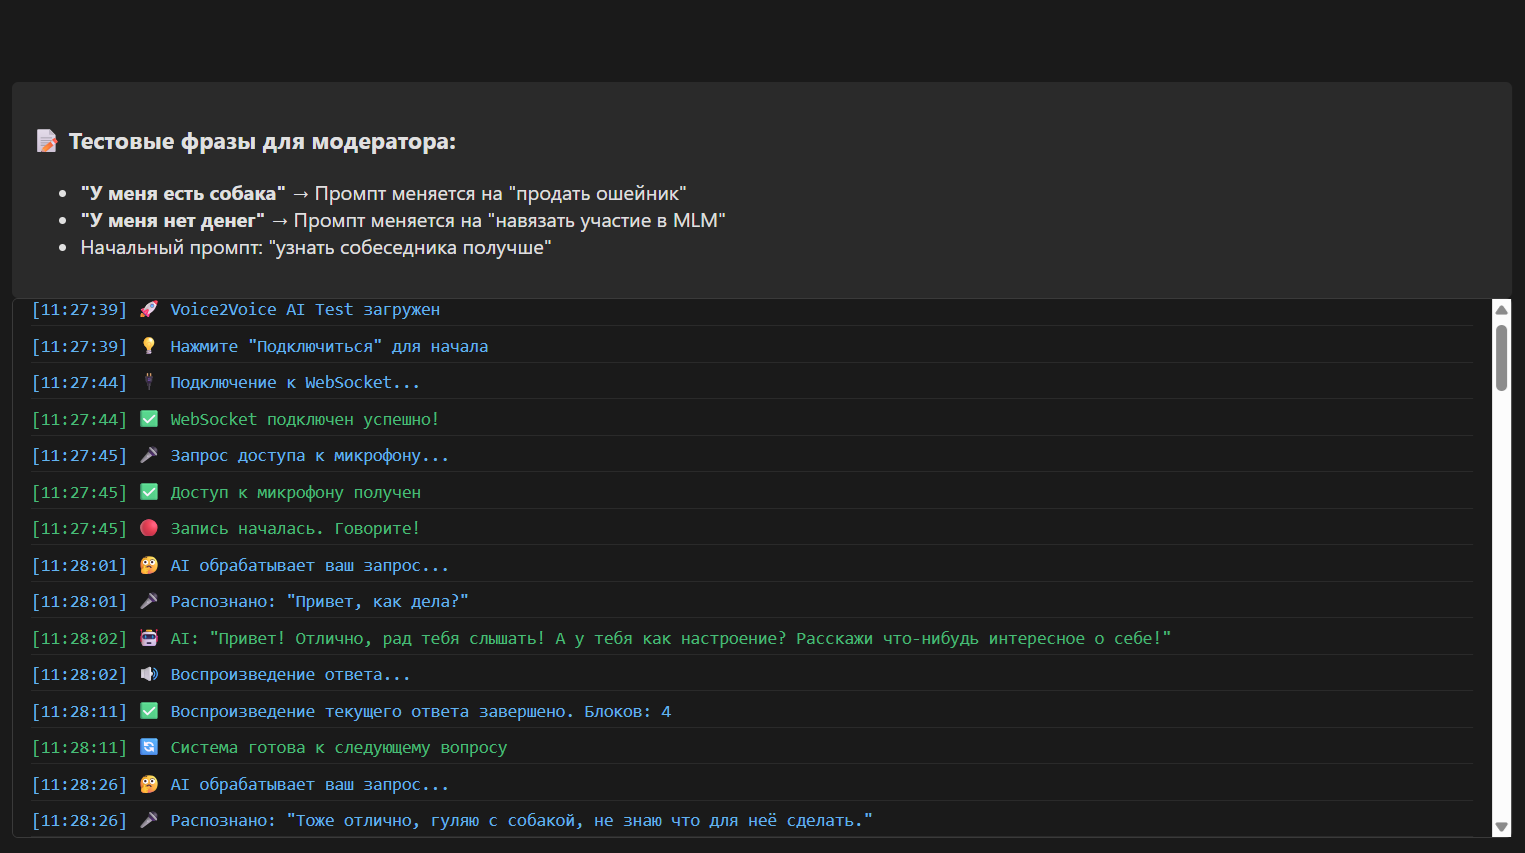 📝 Тестовые фразы для модератора:
• "У меня есть собака" → Промпт меняется на "продать ошейник"
• "У меня нет денег" → Промпт меняется на "навязать участие в MLM"
• Начальный промпт: "узнать собеседника получше"
[11:27:39] 🚀 Voice2Voice AI Test загружен
[11:27:39] 💡 Нажмите "Подключиться" для начала
[11:27:44] 🔌 Подключение к WebSocket...
[11:27:44] ✅ WebSocket подключен успешно!
[11:27:45] 🎤 Запрос доступа к микрофону...
[11:27:45] ✅ Доступ к микрофону получен
[11:27:45] 🔴 Запись началась. Говорите!
[11:28:01] 🤔 AI обрабатывает ваш запрос...
[11:28:01] 🎤 Распознано: "Привет, как дела?"
[11:28:02] 🤖 AI: "Привет! Отлично, рад тебя слышать! А у тебя как настроение? Расскажи что-нибудь интересное о себе!"
[11:28:02] 🔊 Воспроизведение ответа...
[11:28:11] ✅ Воспроизведение текущего ответа завершено. Блоков: 4
[11:28:11] 🔄 Система готова к следующему вопросу
[11:28:26] 🤔 AI обрабатывает ваш запрос...
[11:28:26] 🎤 Распознано: "Тоже отлично, гуляю с собакой, не знаю что для неё сделать."